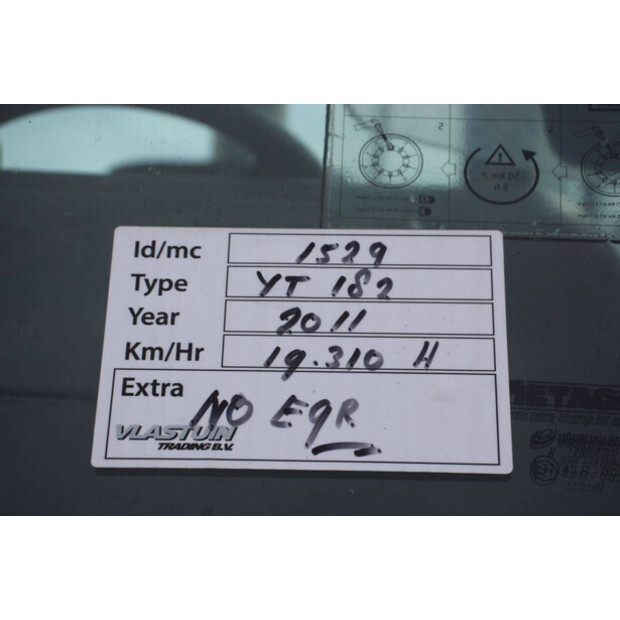 Id/mc 1529
Type YT 182
Year 2011
Km/Hr 19.310 H
Extra
NO EGR
VLASTUIN
TRADING B.V.